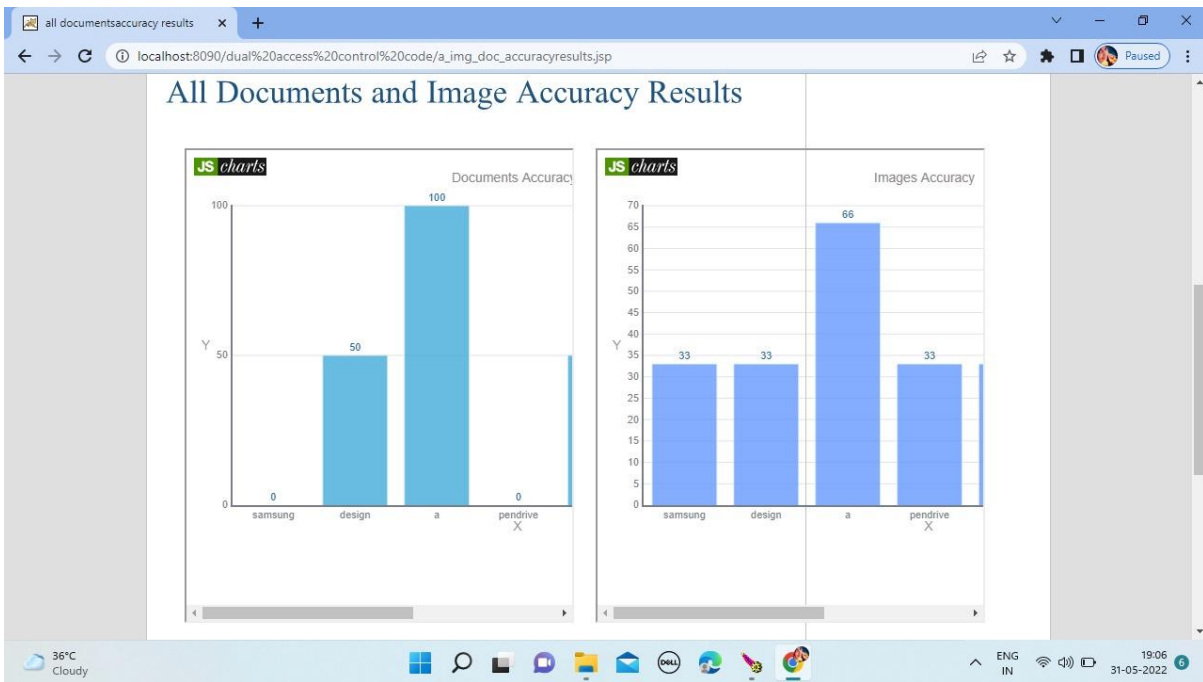 all documentsaccuracy results
localhost:8090/dual%20access%20control%20code/a_img_doc_accuracyresults.jsp
Paused
All Documents and Image Accuracy Results
JS charts
Documents Accuracy
100
50
0
Y
0
50
100
0
samsung
design
a
pendrive
X
JS charts
Images Accuracy
70
65
60
55
50
45
40
35
30
25
20
15
10
5
0
Y
33
33
66
33
samsung
design
a
pendrive
X
36°C
Cloudy
DELL
ENG
IN
19:06
31-05-2022
6